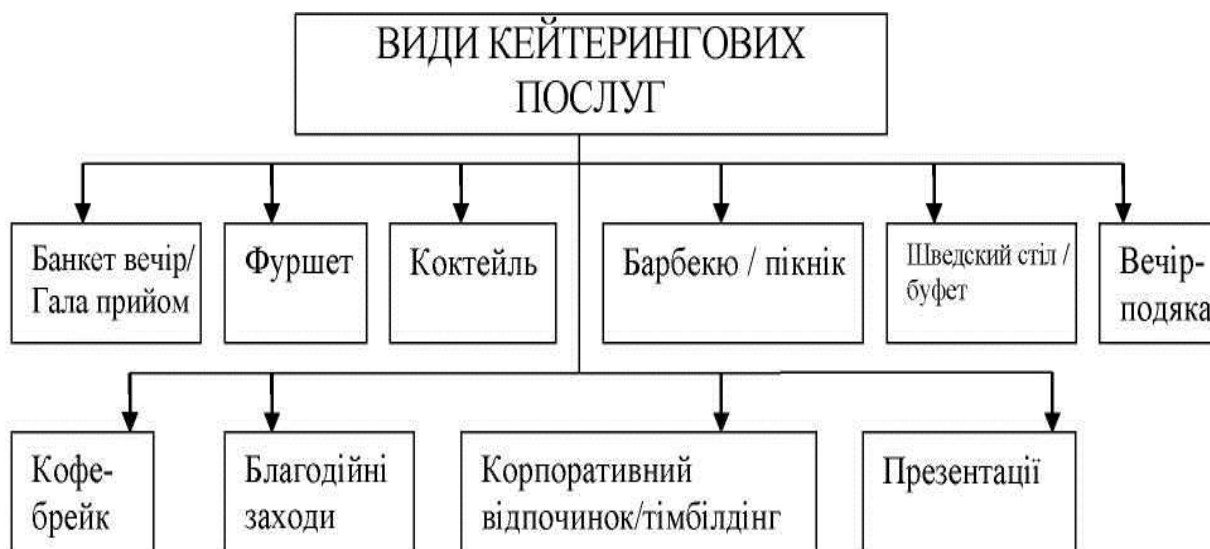 ВИДИ КЕЙТЕРИНГОВИХ
ПОСЛУГ
Банкет вечір/
Гала прийом
Фуршет
Коктейль
Барбекю / пікнік
Шведский стіл /
буфет
Вечір-
подяка
Кофе-
брейк
Благодійні
заходи
Корпоративний
відпочинок/тімбілдінг
Презентації